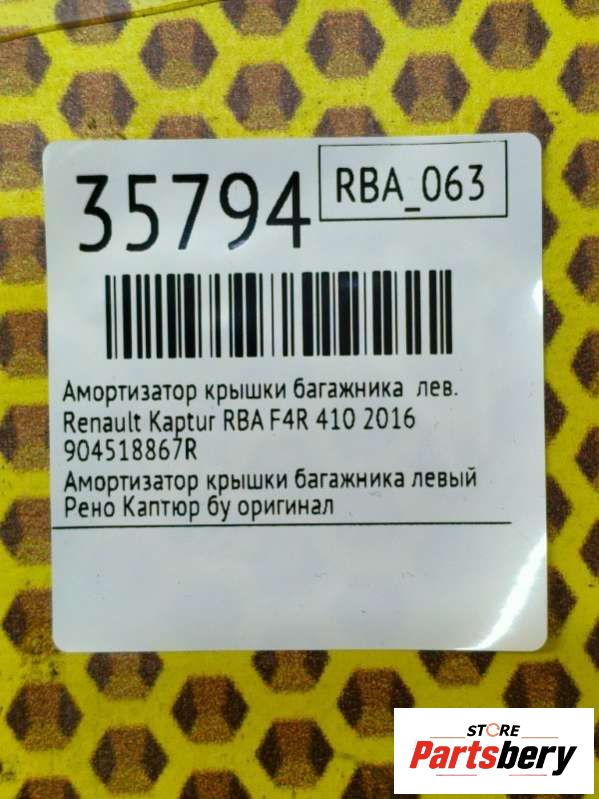 35794
RBA_063
Амортизатор крышки багажника лев.
Renault Kaptur RBA F4R 410 2016
904518867R
Амортизатор крышки багажника левый
Рено Каптюр бу оригинал
STORE
Partsbery